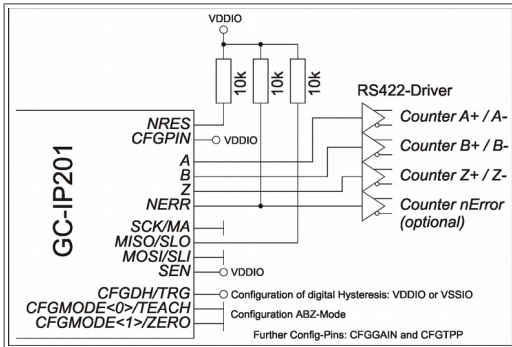 VDDIO
10k
10k
10k
RS422-Driver
NRES
CFGPIN
VDDIO
A
B
Z
NERR
Counter A+ / A-
Counter B+ / B-
Counter Z+ / Z-
Counter nError
(optional)
GC-IP201
SCK/MA
MISO/SLO
MOSI/SLI
SEN
VDDIO
CFGDH/TRG
Configuration of digital Hysteresis: VDDIO or VSSIO
CFGMODE<0>/TEACH
Configuration ABZ-Mode
CFGMODE<1>/ZERO
Further Config-Pins: CFGGAIN and CFGTPP